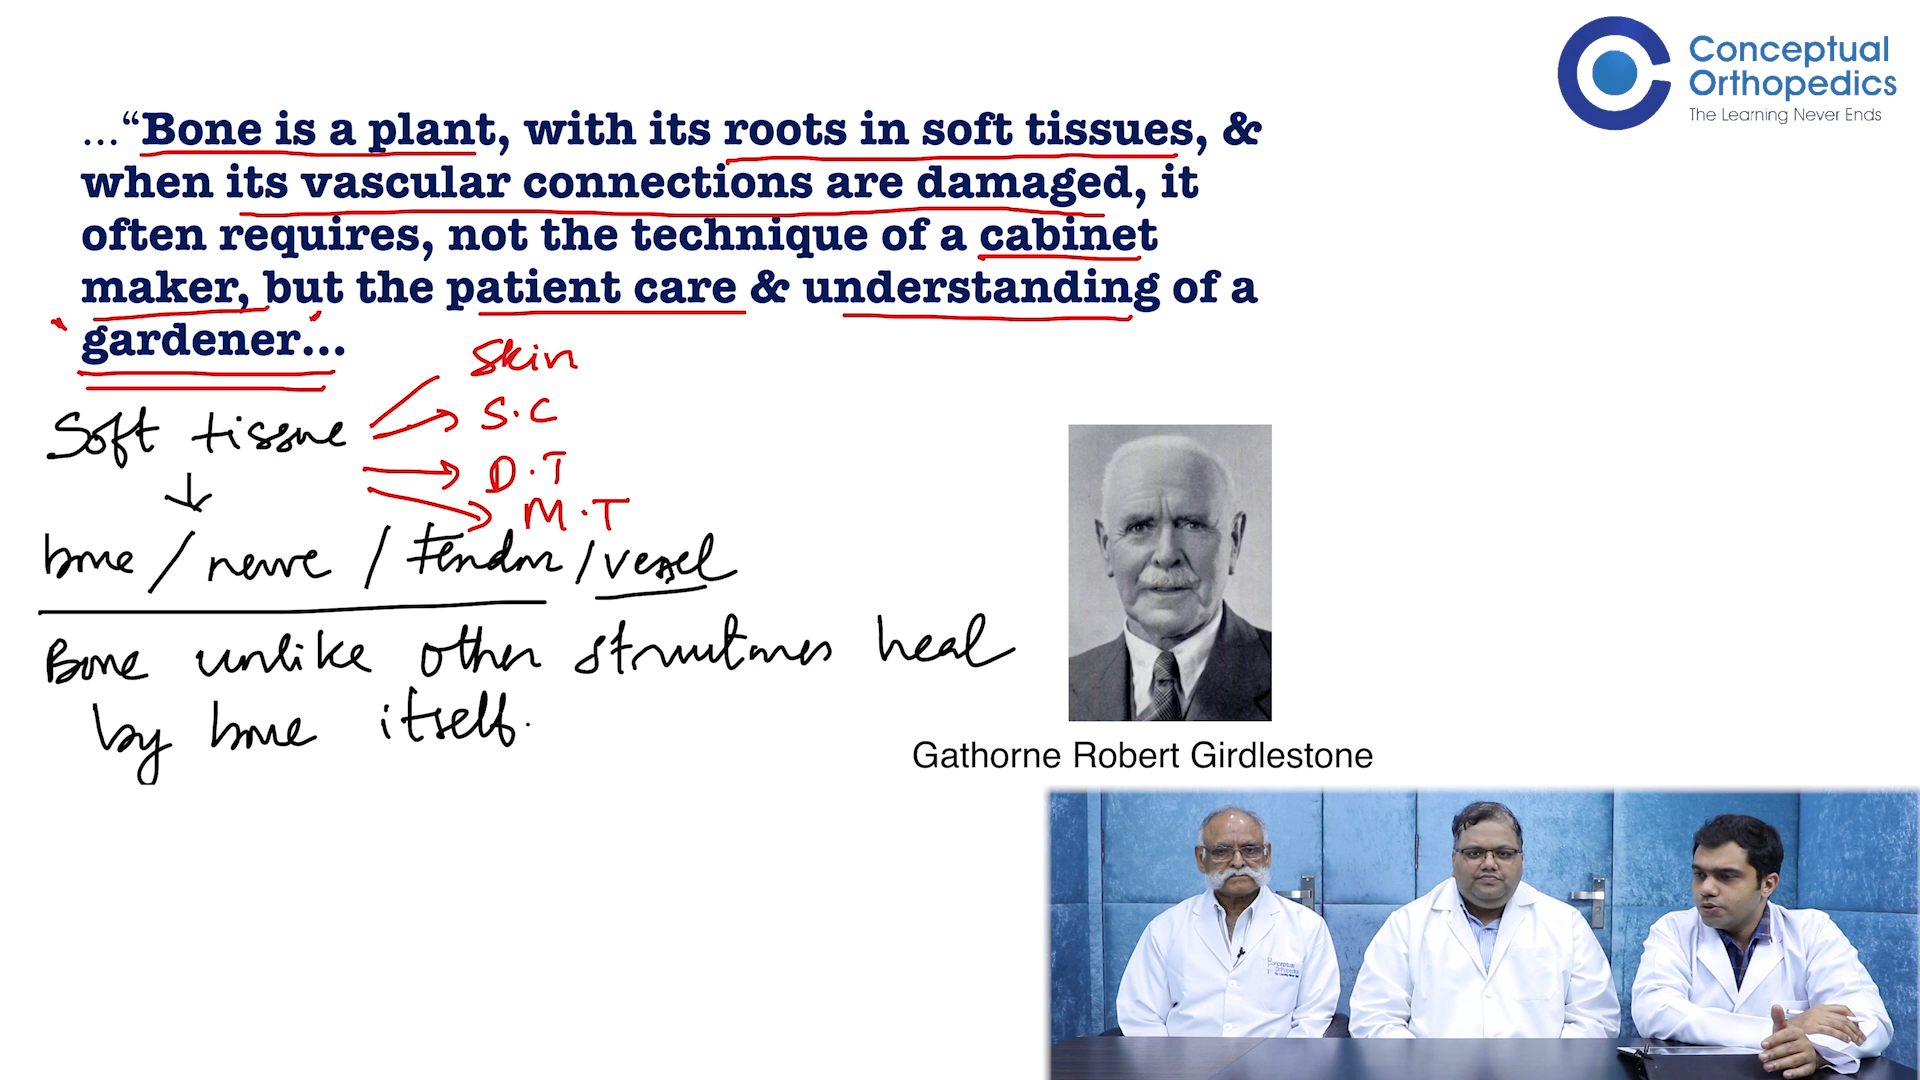 Conceptual
Orthopedics
The Learning Never Ends
..."Bone is a plant, with its roots in soft tissues, &
when its vascular connections are damaged, it
often requires, not the technique of a cabinet
maker, but the patient care & understanding of a
gardener...
Skin
S.C
Soft tissue
D.T
M.T
bone / nerve / tendon / vessel
Bone unlike other structures heal
by bone itself.
Gathorne Robert Girdlestone